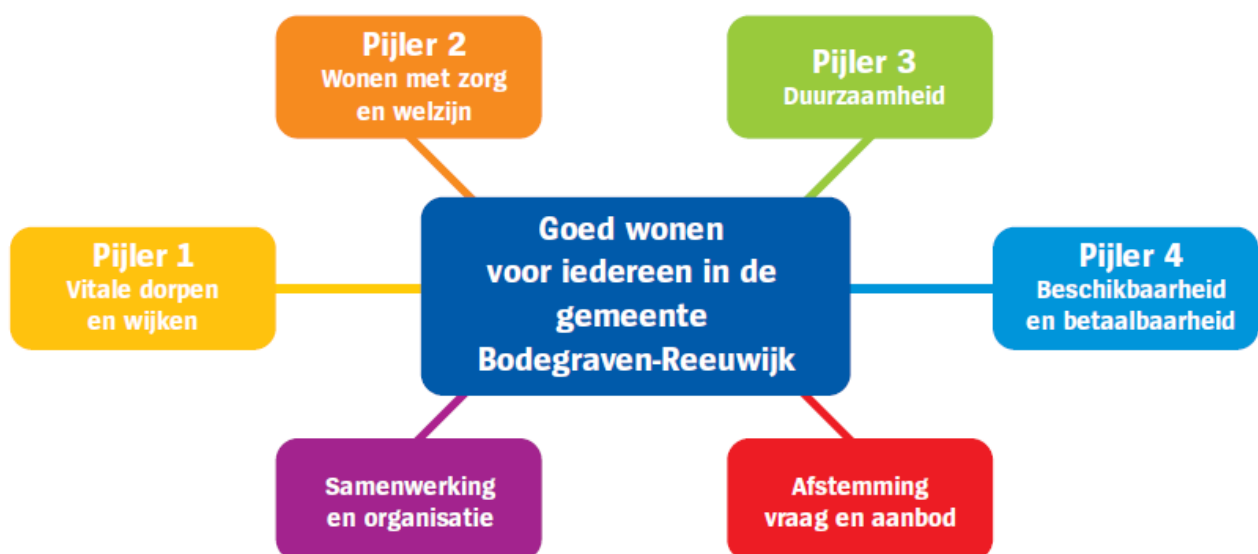 Pijler 2
Wonen met zorg
en welzijn
Pijler 3
Duurzaamheid
Pijler 1
Vitale dorpen
en wijken
Goed wonen
voor iedereen in de
gemeente
Bodegraven-Reeuwijk
Pijler 4
Beschikbaarheid
en betaalbaarheid
Samenwerking
en organisatie
Afstemming
vraag en aanbod